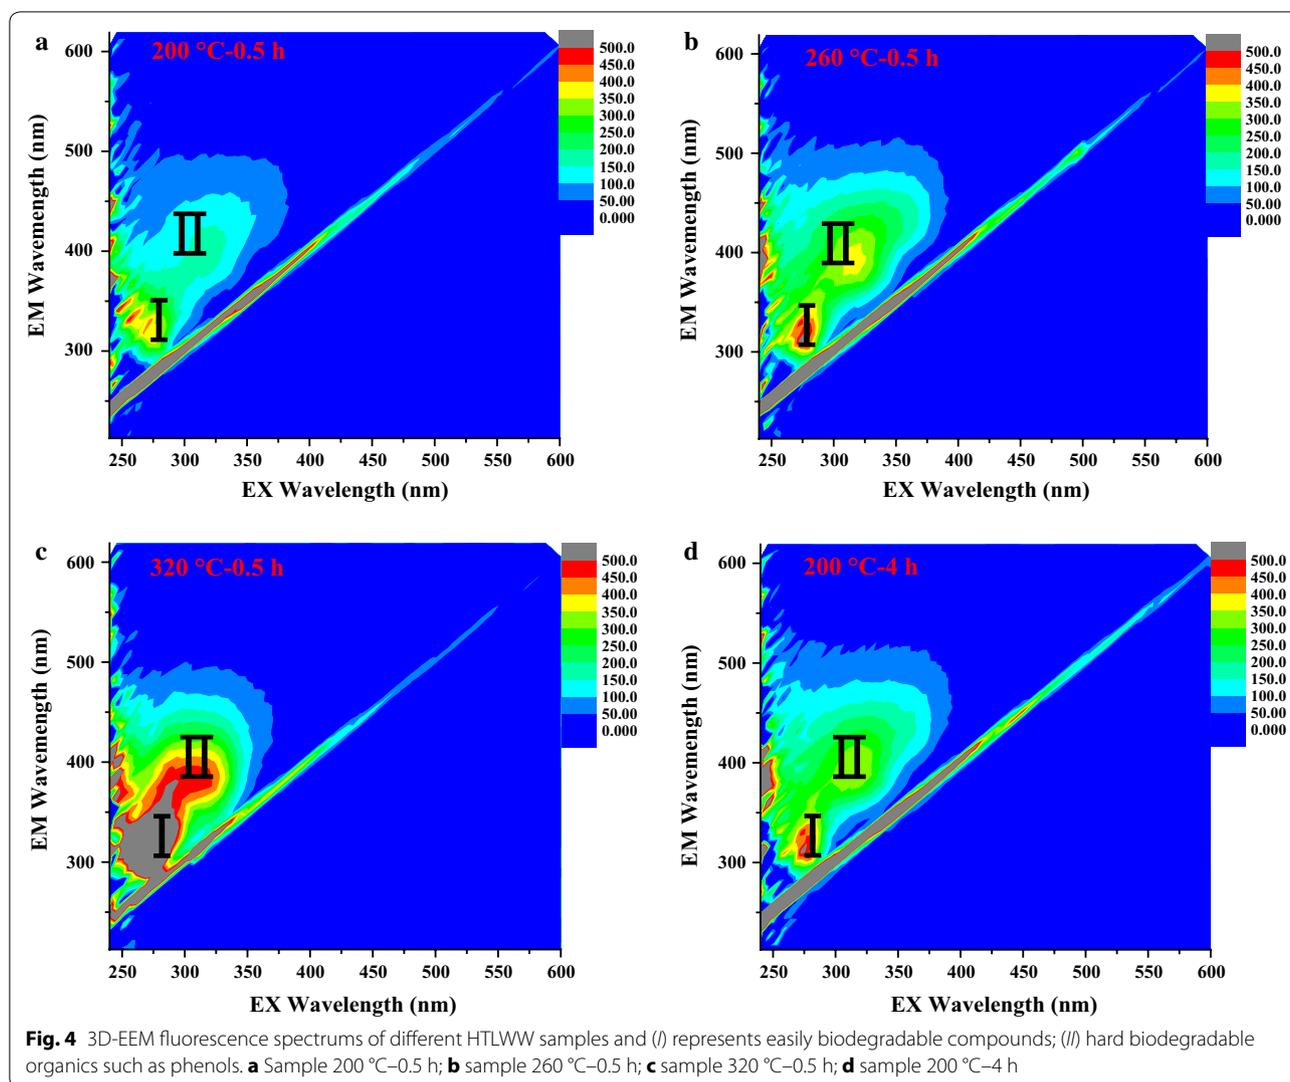 a
200 °C-0.5 h
600
500
400
300
II
I
EM Wavemength (nm)
250 300 350 400 450 500 550 600
EX Wavelength (nm)
500.0
450.0
400.0
350.0
300.0
250.0
200.0
150.0
100.0
50.00
0.000
b
260 °C-0.5 h
600
500
400
300
II
I
EM Wavemength (nm)
250 300 350 400 450 500 550 600
EX Wavelength (nm)
500.0
450.0
400.0
350.0
300.0
250.0
200.0
150.0
100.0
50.00
0.000
c
320 °C-0.5 h
600
500
400
300
II
I
EM Wavemength (nm)
250 300 350 400 450 500 550 600
EX Wavelength (nm)
500.0
450.0
400.0
350.0
300.0
250.0
200.0
150.0
100.0
50.00
0.000
d
200 °C-4 h
600
500
400
300
II
I
EM Wavemength (nm)
250 300 350 400 450 500 550 600
EX Wavelength (nm)
500.0
450.0
400.0
350.0
300.0
250.0
200.0
150.0
100.0
50.00
0.000
Fig. 4 3D-EEM fluorescence spectrums of different HTLWW samples and (I) represents easily biodegradable compounds; (II) hard biodegradable
organics such as phenols. a Sample 200 °C–0.5 h; b sample 260 °C–0.5 h; c sample 320 °C–0.5 h; d sample 200 °C–4 h